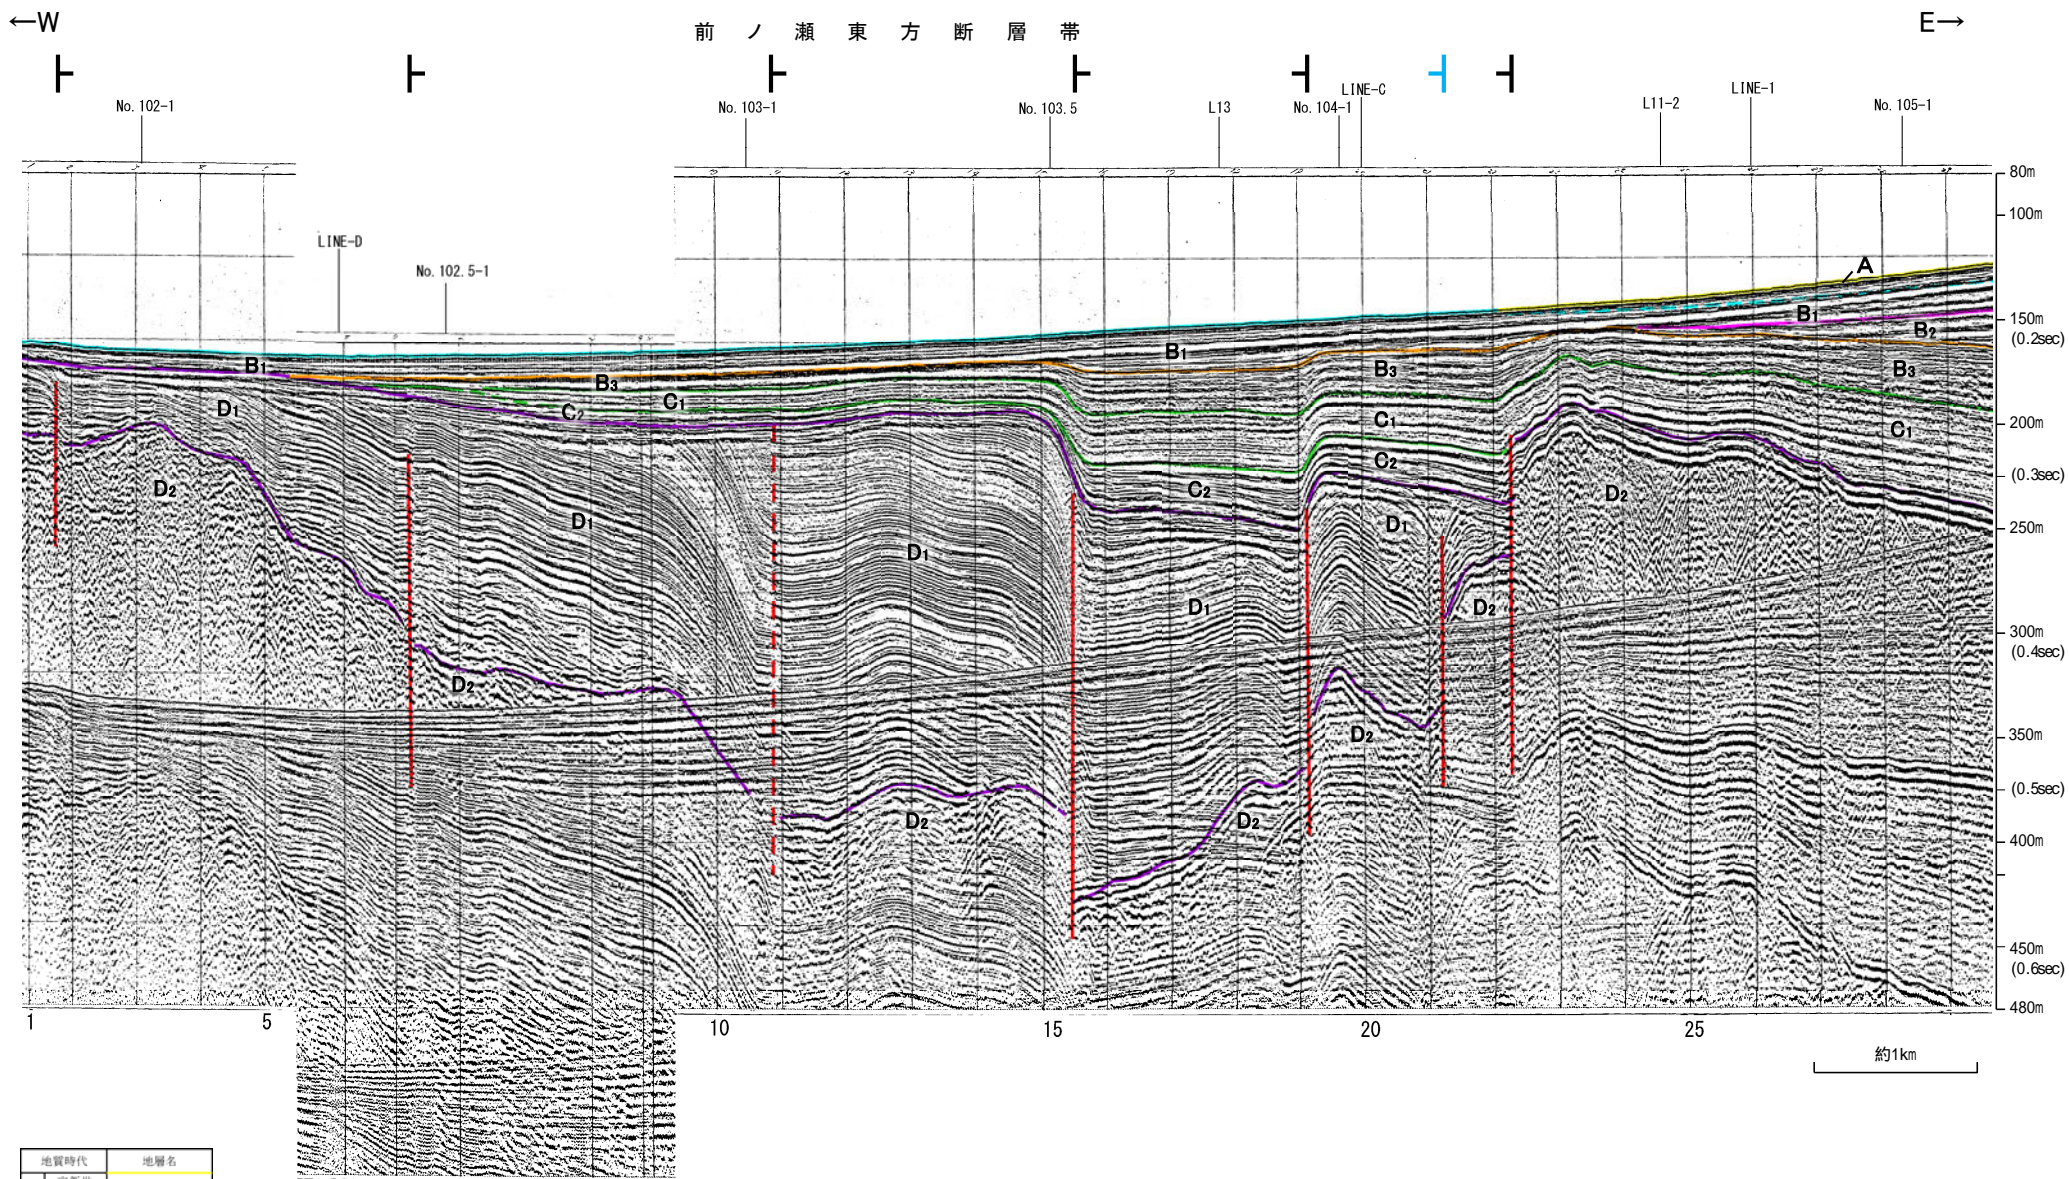 ←W
前ノ瀬東方断層帯
E→
No.102-1
No.103-1
No.103.5
L13
No.104-1
LINE-C
L11-2
LINE-1
No.105-1
LINE-D
No.102.5-1
80m
100m
150m
(0.2sec)
200m
(0.3sec)
250m
300m
(0.4sec)
350m
(0.5sec)
400m
450m
(0.6sec)
480m
A
B1
B1
B1
B2
B3
B3
B3
C1
C1
C1
C2
C2
C2
D1
D1
D1
D1
D1
D2
D2
D2
D2
D2
D2
D2
1
5
10
15
20
25
約1km
地質時代 地層名